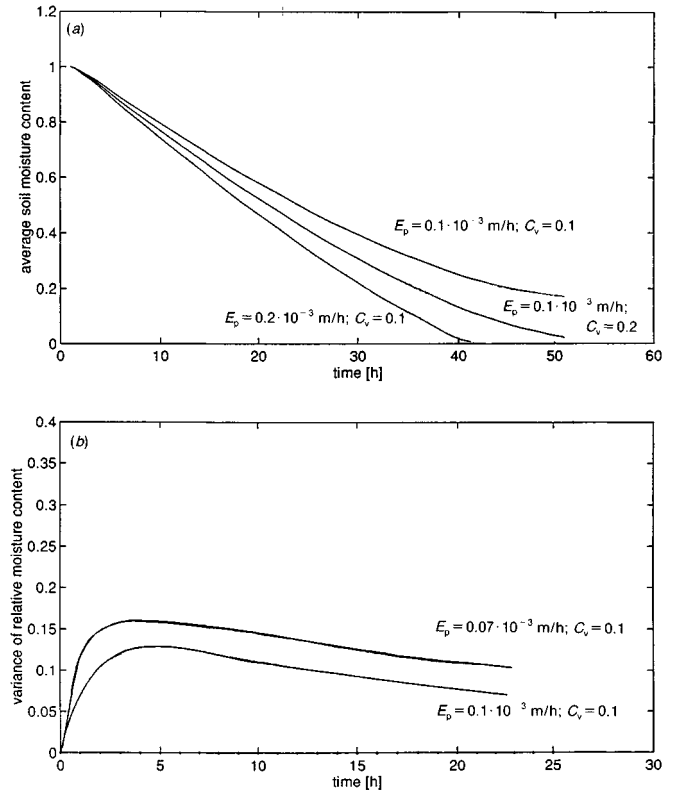 (a)
1.2
1
0.8
0.6
0.4
0.2
0
average soil moisture content
E_p = 0.1·10⁻³ m/h; C_v = 0.1
E_p = 0.1·10 ³ m/h;
C_v = 0.2
E_p = 0.2·10⁻³ m/h; C_v = 0.1
0 10 20 30 40 50 60
time [h]
(b)
0.4
0.35
0.3
0.25
0.2
0.15
0.1
0.05
0
variance of relative moisture content
E_p = 0.07·10⁻³ m/h; C_v = 0.1
E_p = 0.1·10 ³ m/h; C_v = 0.1
0 5 10 15 20 25 30
time [h]